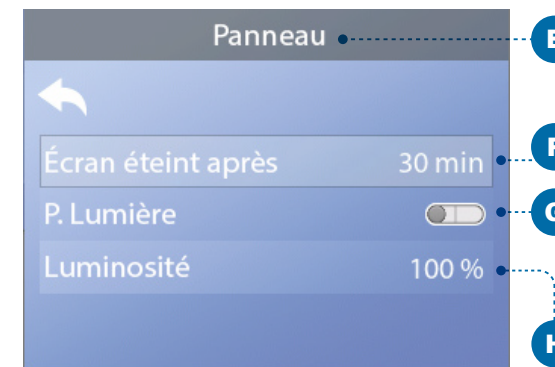 Panneau
Écran éteint après 30 min
P. Lumière
Luminosité 100 %